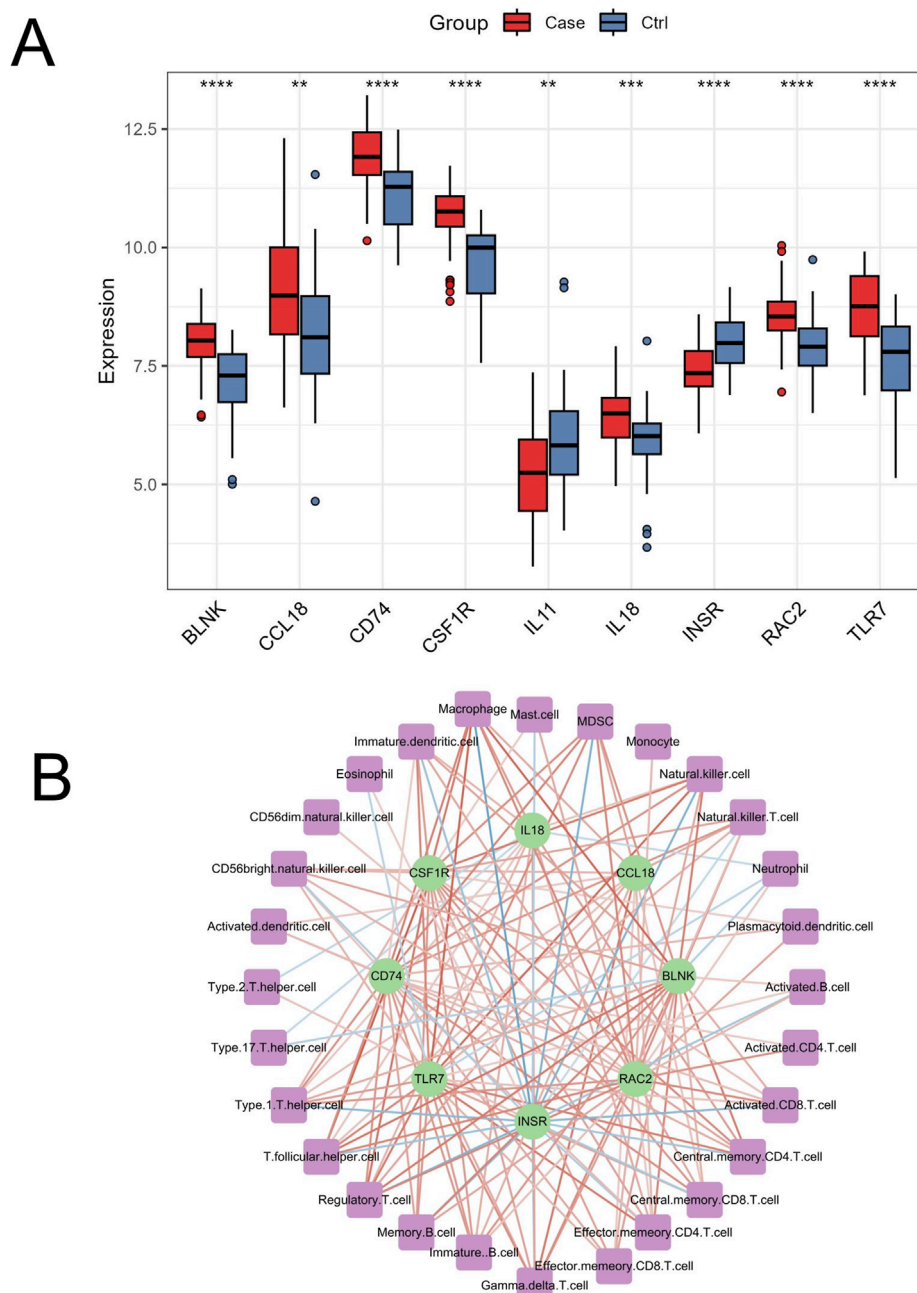 A
Group Case Ctrl
**** ** **** **** ** *** **** **** ****
Expression
12.5
10.0
7.5
5.0
BLNK
CCL18
CD74
CSF1R
IL11
IL18
INSR
RAC2
TLR7
B
Macrophage
Mast.cell
MDSC
Immature.dendritic.cell
Monocyte
Eosinophil
Natural.killer.cell
CD56dim.natural.killer.cell
Natural.killer.T.cell
IL18
CD56bright.natural.killer.cell
CSF1R
CCL18
Neutrophil
Activated.dendritic.cell
Plasmacytoid.dendritic.cell
CD74
BLNK
Type.2.T.helper.cell
Activated.B.cell
Type.17.T.helper.cell
Activated.CD4.T.cell
TLR7
RAC2
Type.1.T.helper.cell
INSR
Activated.CD8.T.cell
T.follicular.helper.cell
Central.memory.CD4.T.cell
Regulatory.T.cell
Central.memory.CD8.T.cell
Memory.B.cell
Effector.memeory.CD4.T.cell
Immature..B.cell
Effector.memeory.CD8.T.cell
Gamma.delta.T.cell